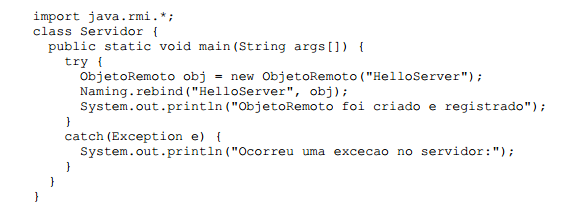 import java.rmi.*;
class Servidor {
  public static void main(String args[]) {
    try {
      ObjetoRemoto obj = new ObjetoRemoto("HelloServer");
      Naming.rebind("HelloServer", obj);
      System.out.println("ObjetoRemoto foi criado e registrado");
    }
    catch(Exception e) {
      System.out.println("Ocorreu uma excecao no servidor:");
    }
  }
}